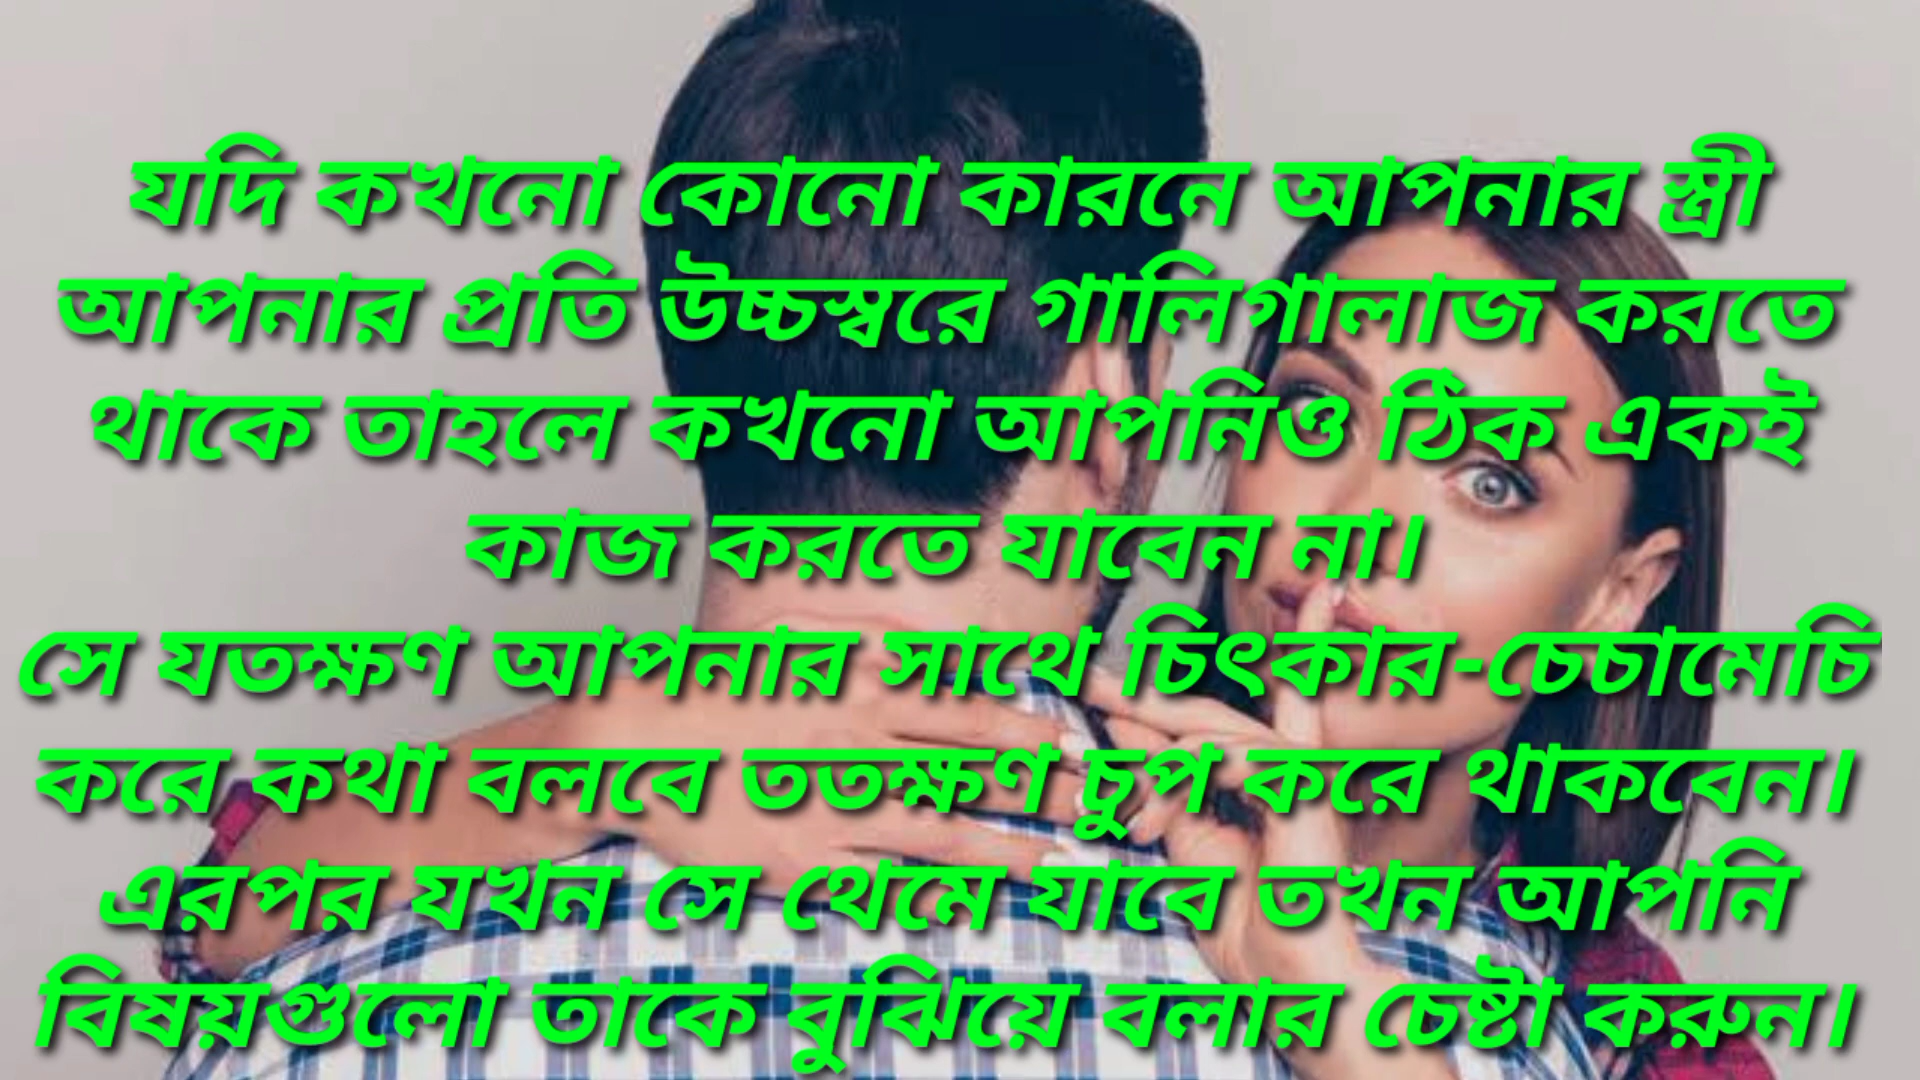 যদি কখনো কোনো কারনে আপনার স্ত্রী
আপনার প্রতি উচ্চস্বরে গালিগালাজ করতে
থাকে তাহলে কখনো আপনিও ঠিক একই
কাজ করতে যাবেন না।
সে যতক্ষণ আপনার সাথে চিৎকার-চেচামেচি
করে কথা বলবে ততক্ষণ চুপ করে থাকবেন।
এরপর যখন সে থেমে যাবে তখন আপনি
বিষয়গুলো তাকে বুঝিয়ে বলার চেষ্টা করুন।